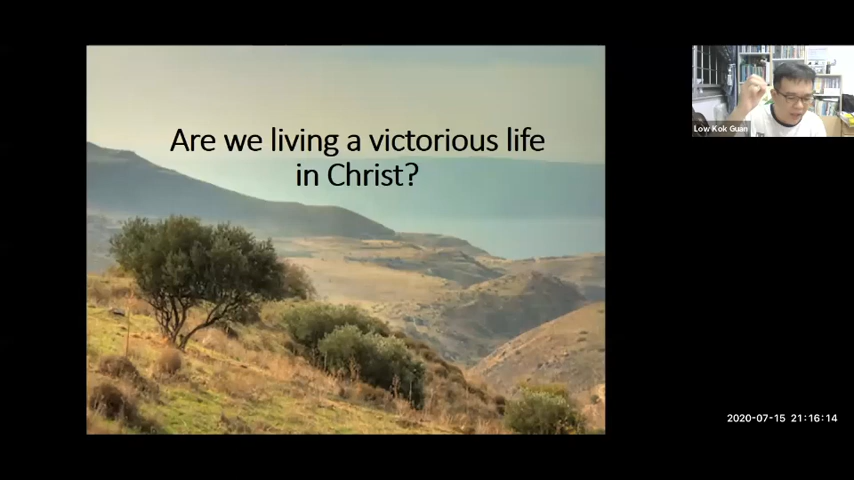 Are we living a victorious life
in Christ?
Low Kok Guan
2020-07-15 21:16:14